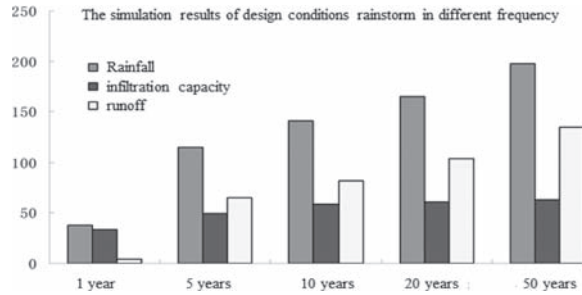 The simulation results of design conditions rainstorm in different frequency
250
200
150
100
50
0
Rainfall
infiltration capacity
runoff
1 year
5 years
10 years
20 years
50 years